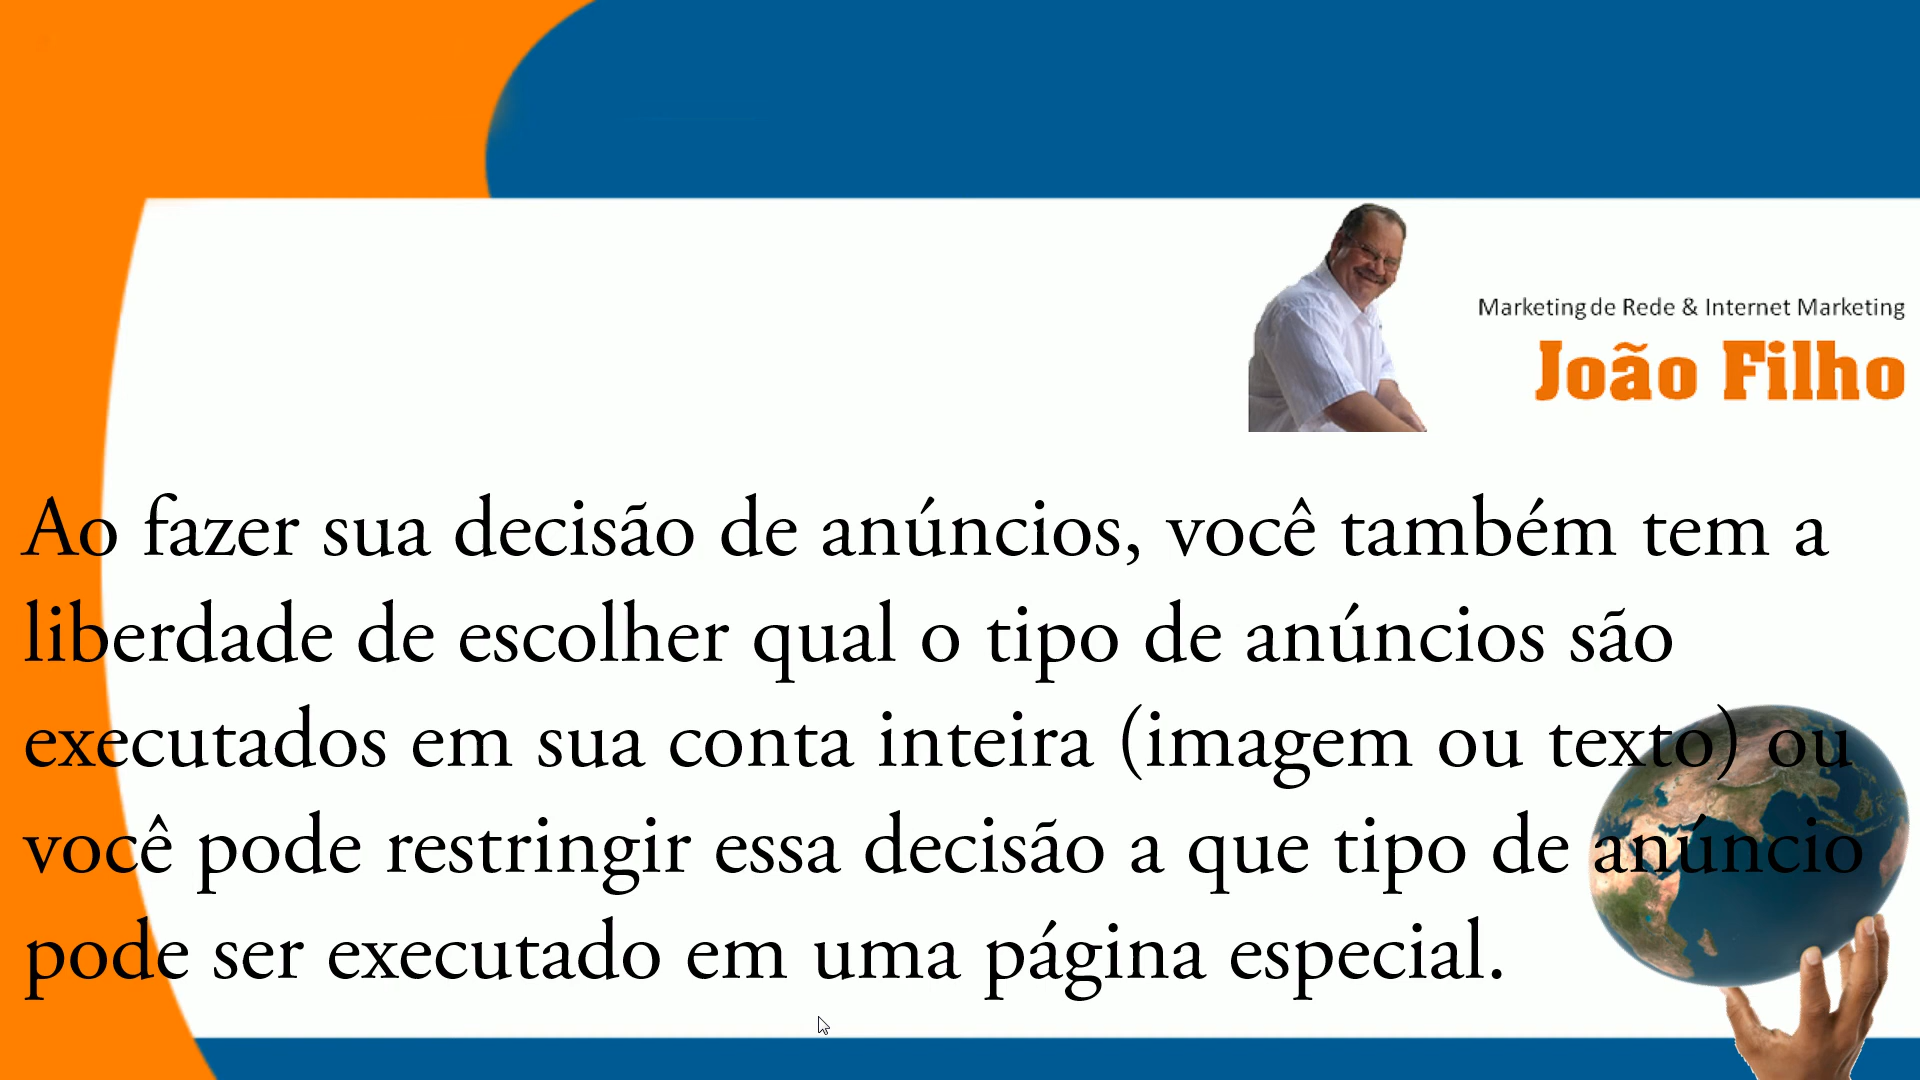 Marketing de Rede & Internet Marketing
João Filho
Ao fazer sua decisão de anúncios, você também tem a
liberdade de escolher qual o tipo de anúncios são
executados em sua conta inteira (imagem ou texto) ou
você pode restringir essa decisão a que tipo de anúncio
pode ser executado em uma página especial.